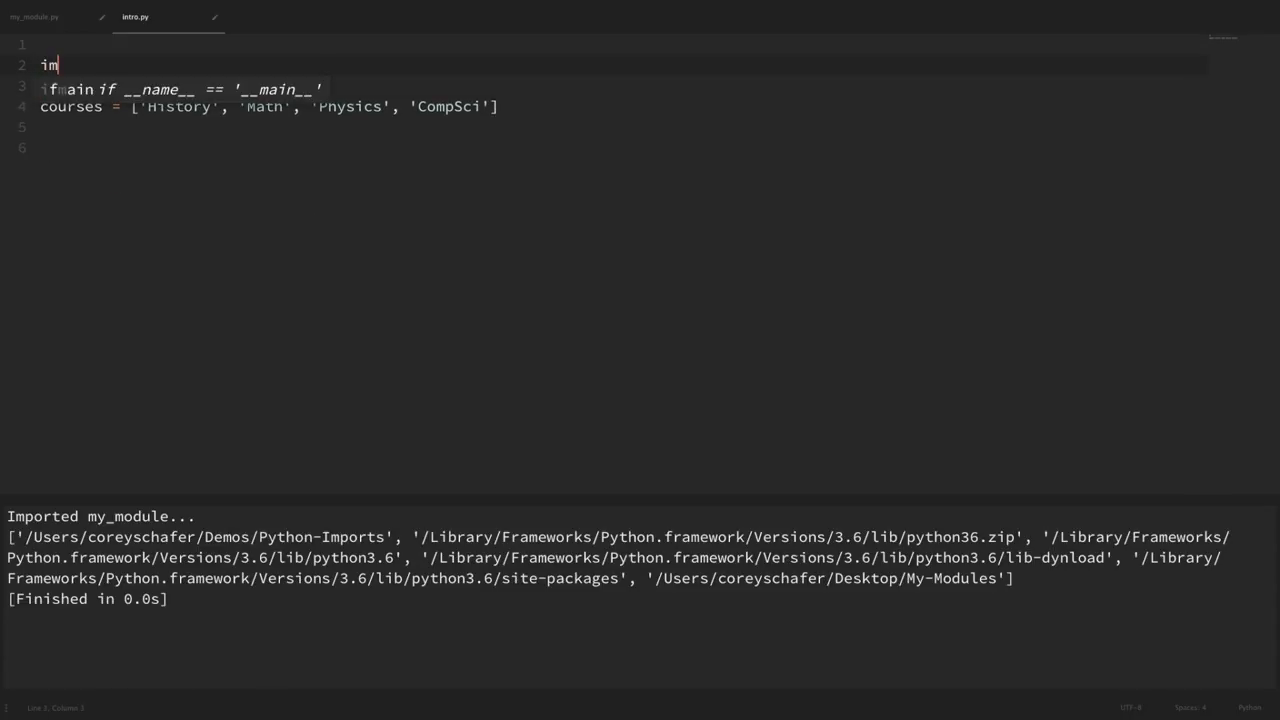 my_module.py
intro.py
1
2 im
3 ifmain if __name__ == '__main__'
4 courses = ['History', 'Math', 'Physics', 'CompSci']
5
6
Imported my_module...
['/Users/coreyschafer/Demos/Python-Imports', '/Library/Frameworks/Python.framework/Versions/3.6/lib/python36.zip', '/Library/Frameworks/
Python.framework/Versions/3.6/lib/python3.6', '/Library/Frameworks/Python.framework/Versions/3.6/lib/python3.6/lib-dynload', '/Library/
Frameworks/Python.framework/Versions/3.6/lib/python3.6/site-packages', '/Users/coreyschafer/Desktop/My-Modules']
[Finished in 0.0s]
Line 2, Column 3
UTF-8
Spaces: 4
Python